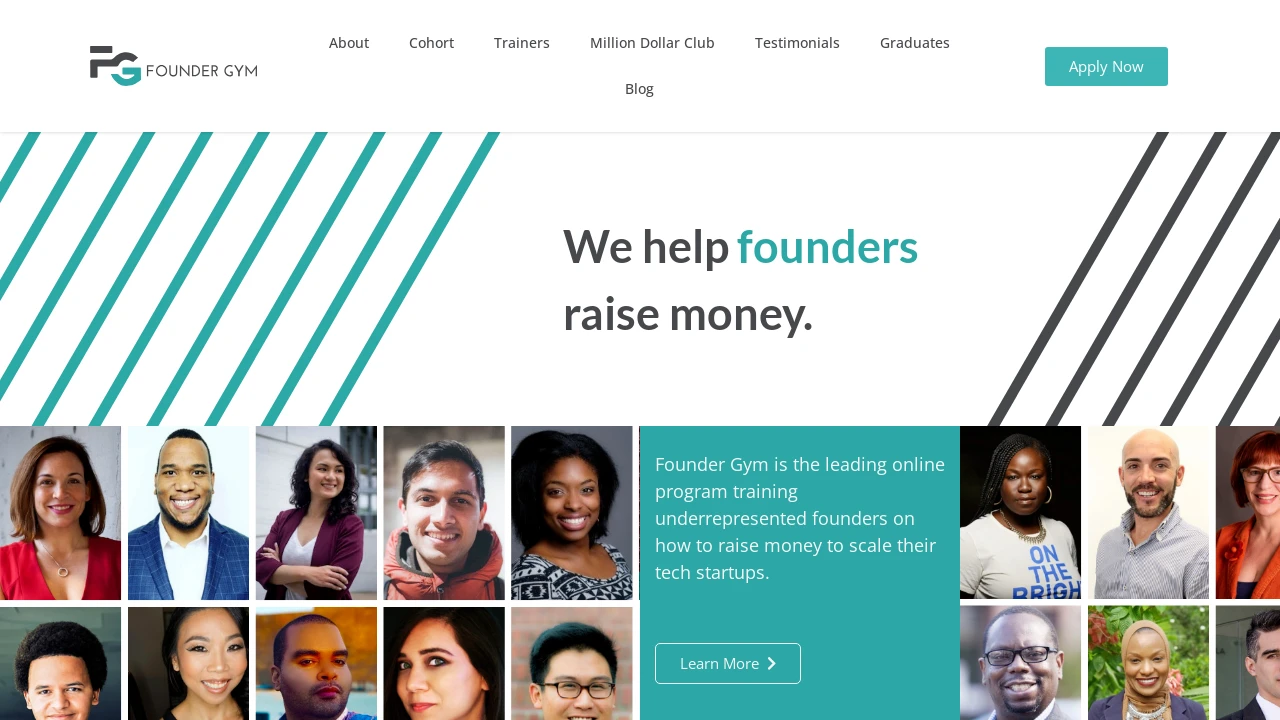 FOUNDER GYM
About
Cohort
Trainers
Million Dollar Club
Testimonials
Graduates
Blog
Apply Now
We help founders
raise money.
Founder Gym is the leading online
program training
underrepresented founders on
how to raise money to scale their
tech startups.
Learn More
ON
THE
BRIGH